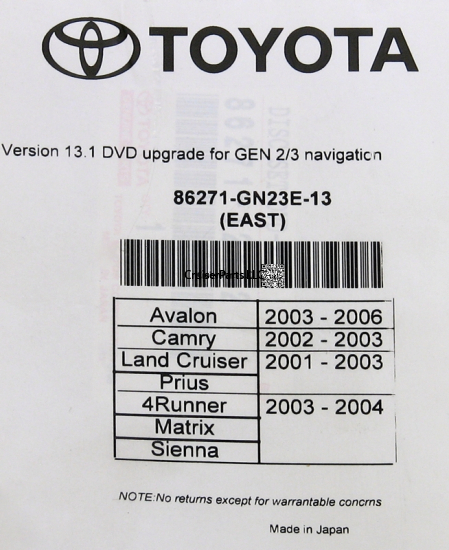 TOYOTA
Version 13.1 DVD upgrade for GEN 2/3 navigation
86271-GN23E-13
(EAST)
CruiserPartsLLC
Avalon 2003 - 2006
Camry 2002 - 2003
Land Cruiser 2001 - 2003
Prius
4Runner 2003 - 2004
Matrix
Sienna
NOTE:No returns except for warrantable concrns
Made in Japan